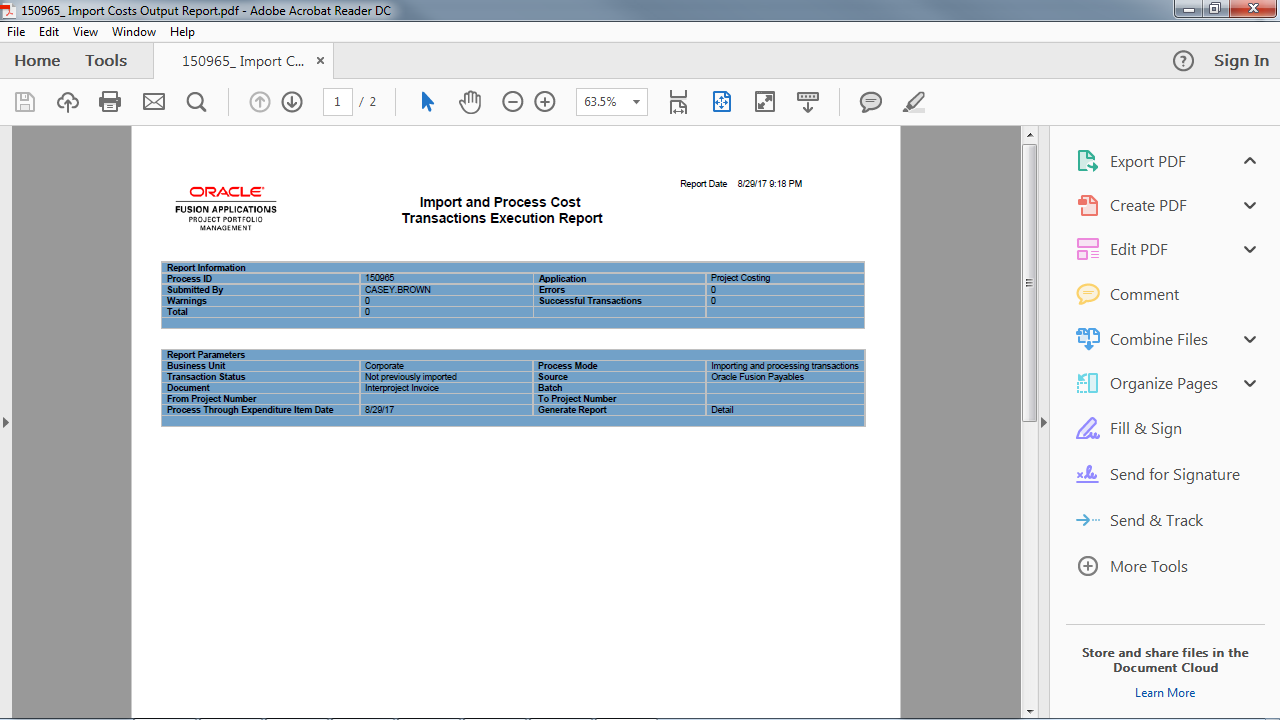 150965_ Import Costs Output Report.pdf - Adobe Acrobat Reader DC
File Edit View Window Help
Home Tools 150965_ Import C... × ? Sign In
1 / 2 63.5%
ORACLE
FUSION APPLICATIONS
PROJECT PORTFOLIO
MANAGEMENT
Import and Process Cost
Transactions Execution Report
Report Date 8/29/17 9:18 PM
Report Information
Process ID 150965 Application Project Costing
Submitted By CASEY.BROWN Errors 0
Warnings 0 Successful Transactions 0
Total 0
Report Parameters
Business Unit Corporate Process Mode Importing and processing transactions
Transaction Status Not previously imported Source Oracle Fusion Payables
Document Interproject Invoice Batch
From Project Number To Project Number
Process Through Expenditure Item Date 8/29/17 Generate Report Detail
Export PDF
Create PDF
Edit PDF
Comment
Combine Files
Organize Pages
Fill & Sign
Send for Signature
Send & Track
More Tools
Store and share files in the
Document Cloud
Learn More